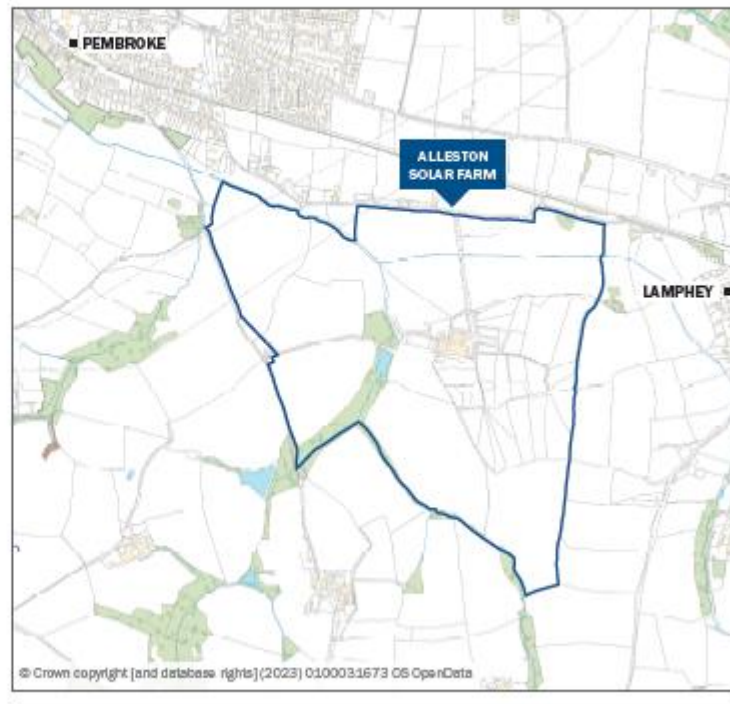 PEMBROKE
ALLESTON
SOLAR FARM
LAMPHEY
© Crown copyright [and database rights] (2023) 0100031673 OS OpenData